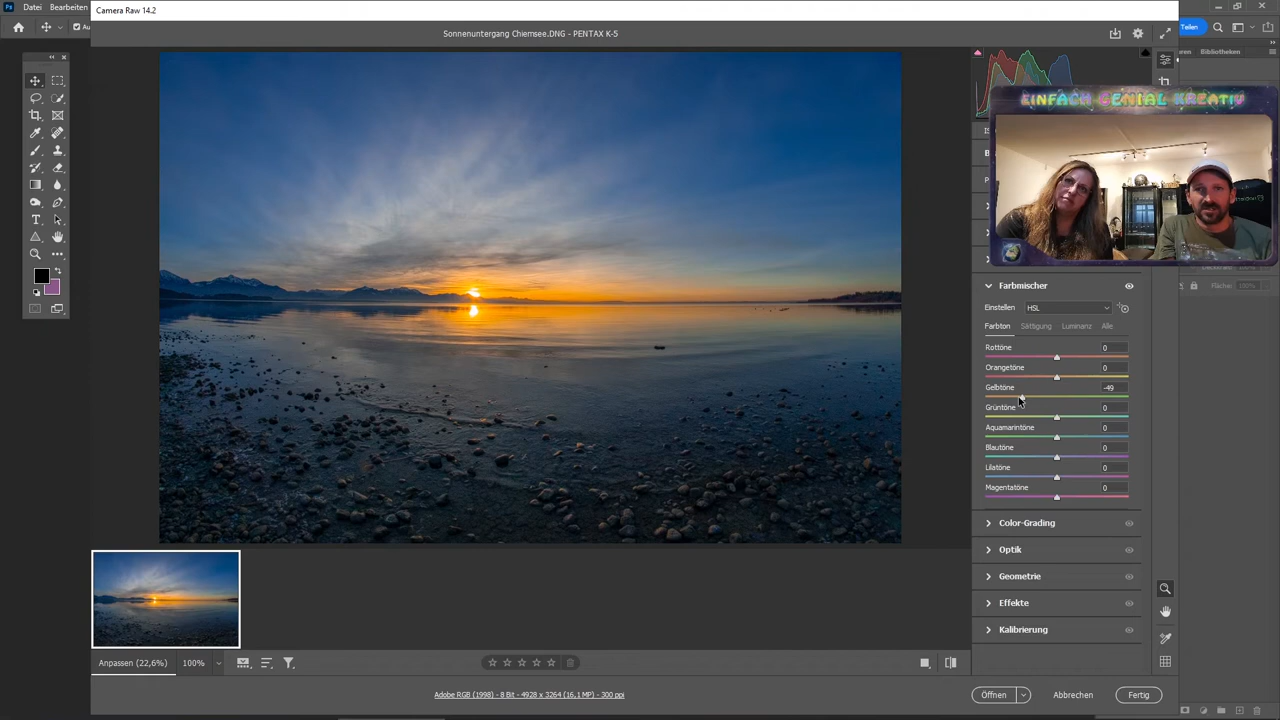 Camera Raw 14.2
Datei
Bearbeiten
Sonnenuntergang Chiemsee.DNG - PENTAX K-5
Teilen
Bibliotheken
EINFACH GENIAL KREATIV
Farbmischer
Einstellen HSL
Farbton Sättigung Luminanz Alle
Rottöne 0
Orangetöne 0
Gelbtöne -49
Grüntöne 0
Aquamarintöne 0
Blautöne 0
Lilatöne 0
Magentatöne 0
Fläche:
Color-Grading
Optik
Geometrie
Effekte
Kalibrierung
Anpassen (22,6%) 100%
Adobe RGB (1998) - 8 Bit - 4928 x 3264 (16,1 MP) - 300 ppi
Öffnen Abbrechen Fertig